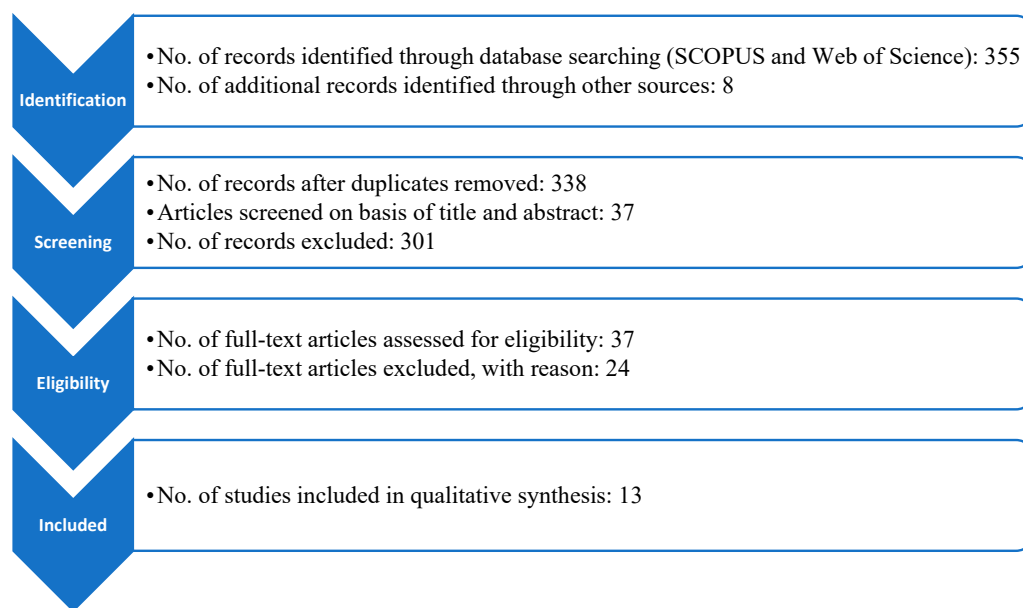 Identification
•No. of records identified through database searching (SCOPUS and Web of Science): 355
•No. of additional records identified through other sources: 8
Screening
•No. of records after duplicates removed: 338
•Articles screened on basis of title and abstract: 37
•No. of records excluded: 301
Eligibility
•No. of full-text articles assessed for eligibility: 37
•No. of full-text articles excluded, with reason: 24
Included
•No. of studies included in qualitative synthesis: 13